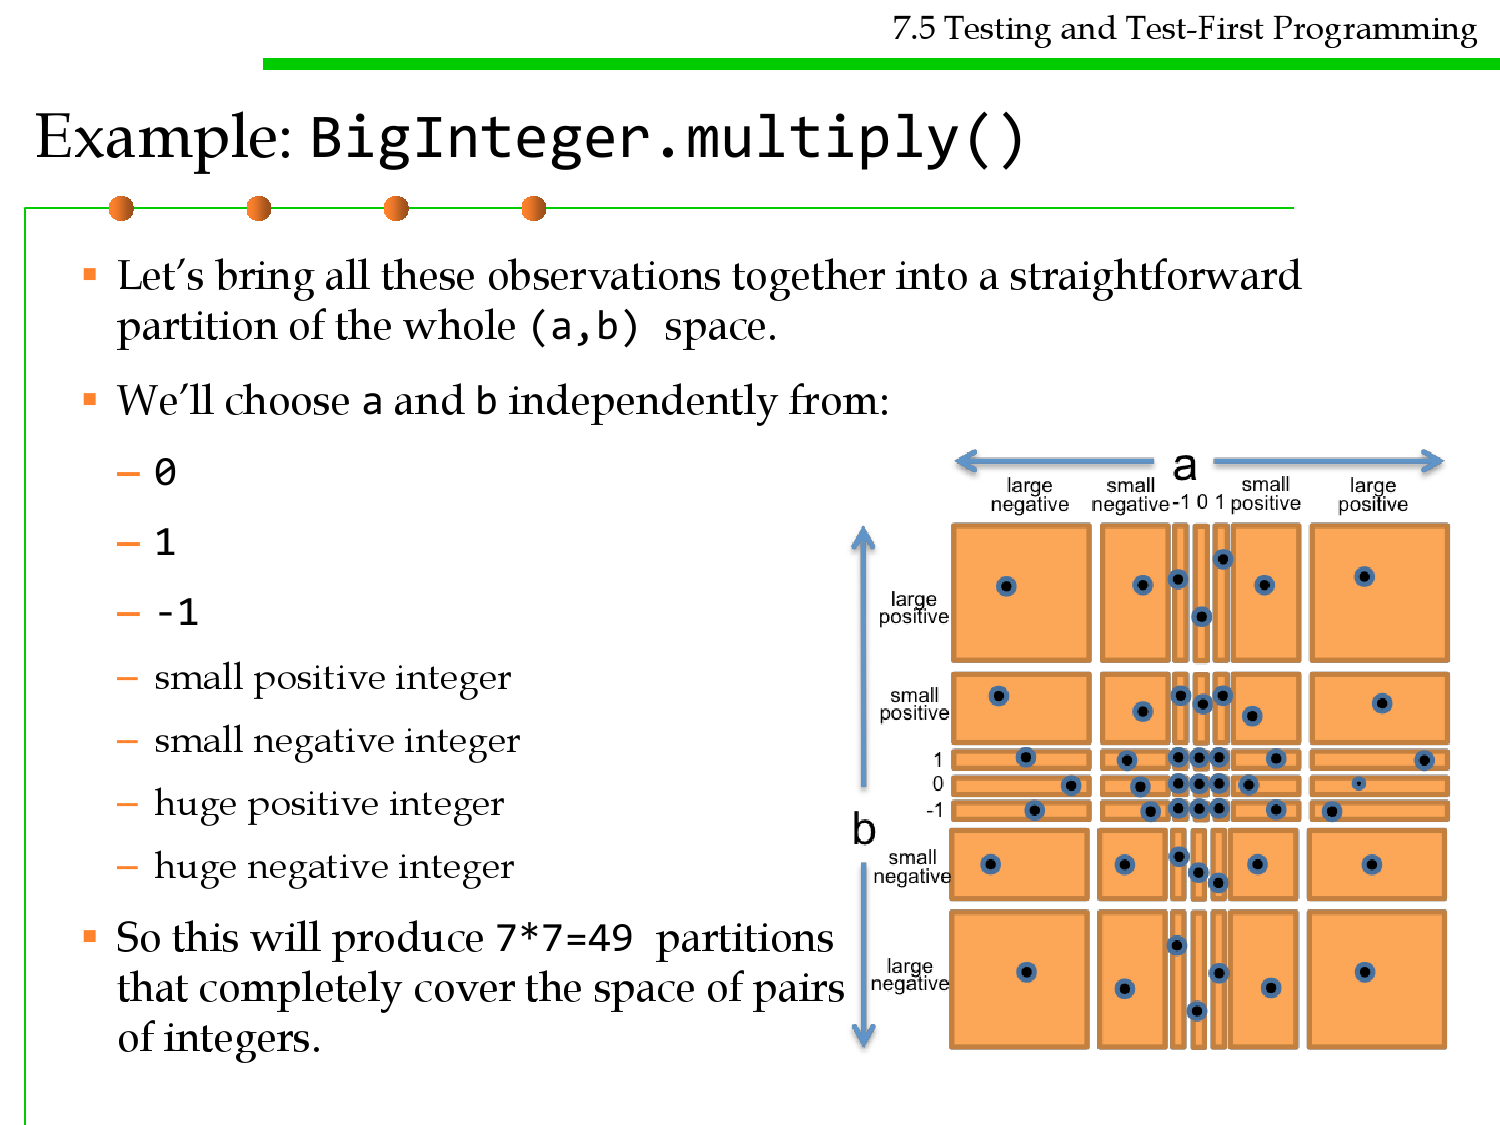 7.5 Testing and Test-First Programming
Example: BigInteger.multiply()
▪ Let’s bring all these observations together into a straightforward
partition of the whole (a,b) space.
▪ We’ll choose a and b independently from:
– 0
– 1
– -1
– small positive integer
– small negative integer
– huge positive integer
– huge negative integer
▪ So this will produce 7*7=49 partitions
that completely cover the space of pairs
of integers.
a
large negative
small negative
-1 0 1
small positive
large positive
b
large positive
small positive
1
0
-1
small negative
large negative